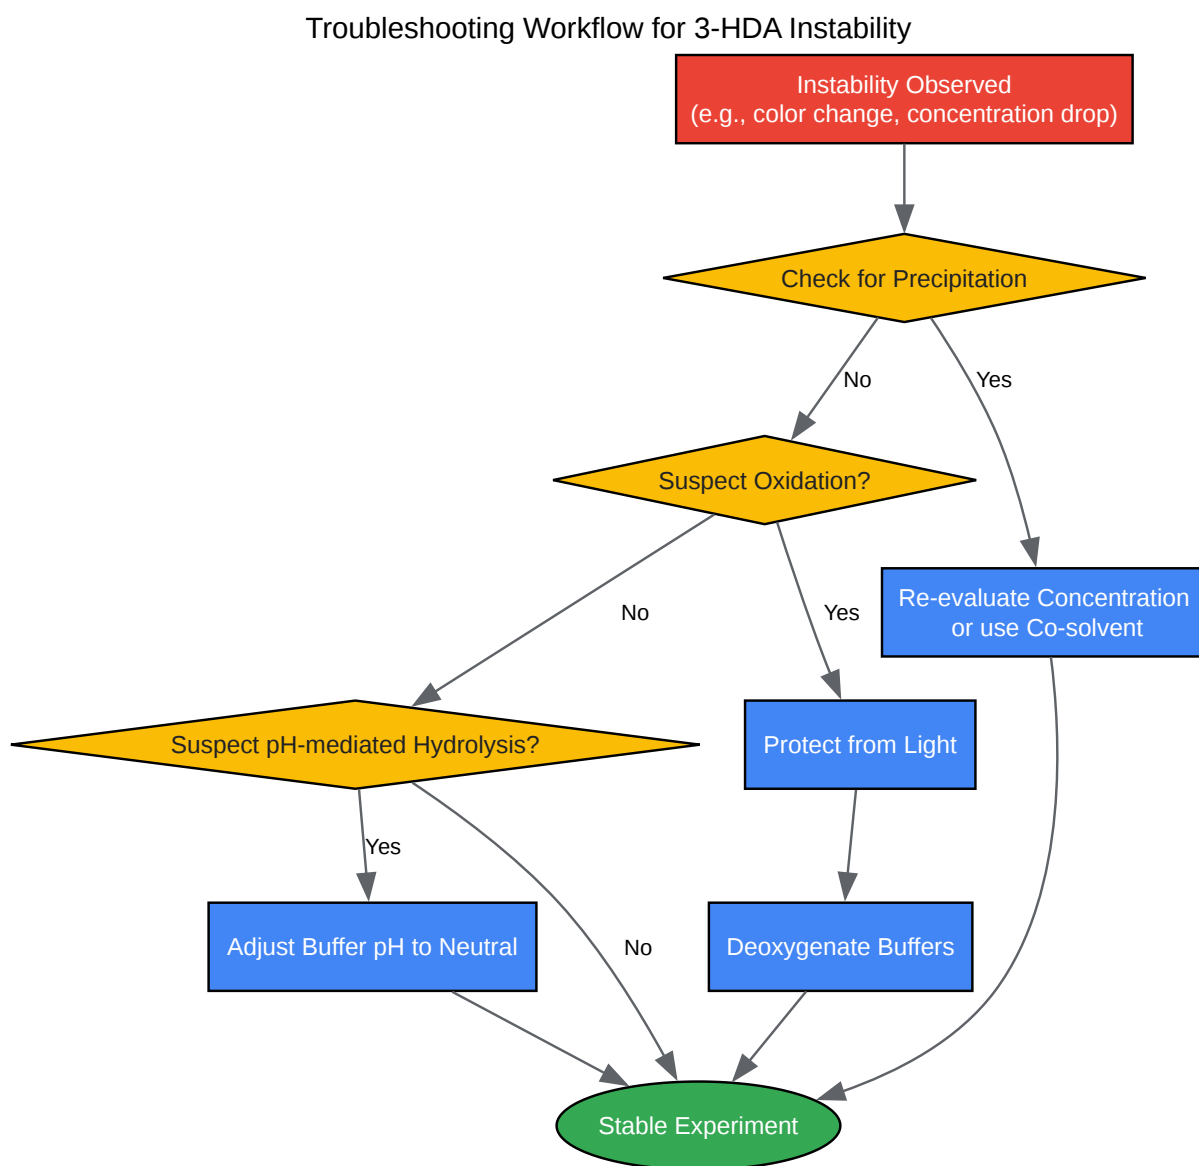 Troubleshooting Workflow for 3-HDA Instability
Instability Observed
(e.g., color change, concentration drop)
Check for Precipitation
No
Yes
Suspect Oxidation?
No
Yes
Re-evaluate Concentration
or use Co-solvent
Suspect pH-mediated Hydrolysis?
Protect from Light
Yes
No
Adjust Buffer pH to Neutral
Deoxygenate Buffers
Stable Experiment